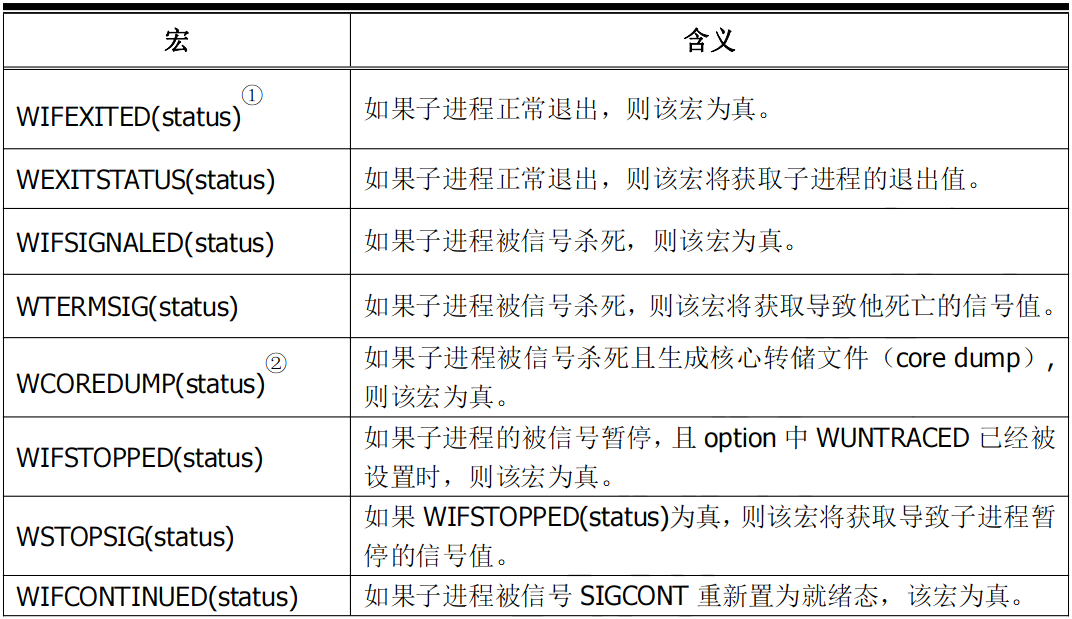 宏 含义
WIFEXITED(status)① 如果子进程正常退出，则该宏为真。
WEXITSTATUS(status) 如果子进程正常退出，则该宏将获取子进程的退出值。
WIFSIGNALED(status) 如果子进程被信号杀死，则该宏为真。
WTERMSIG(status) 如果子进程被信号杀死，则该宏将获取导致他死亡的信号值。
WCOREDUMP(status)② 如果子进程被信号杀死且生成核心转储文件（core dump），
则该宏为真。
WIFSTOPPED(status) 如果子进程的被信号暂停，且 option 中 WUNTRACED 已经被
设置时，则该宏为真。
WSTOPSIG(status) 如果 WIFSTOPPED(status)为真，则该宏将获取导致子进程暂
停的信号值。
WIFCONTINUED(status) 如果子进程被信号 SIGCONT 重新置为就绪态，该宏为真。